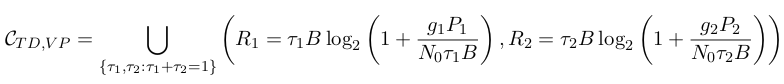 $$\mathcal{C}_{TD,VP} = \bigcup_{\{\tau_1,\tau_2:\tau_1+\tau_2=1\}} \left( R_1 = \tau_1 B \log_2 \left( 1 + \frac{g_1 P_1}{N_0 \tau_1 B} \right), R_2 = \tau_2 B \log_2 \left( 1 + \frac{g_2 P_2}{N_0 \tau_2 B} \right) \right)$$